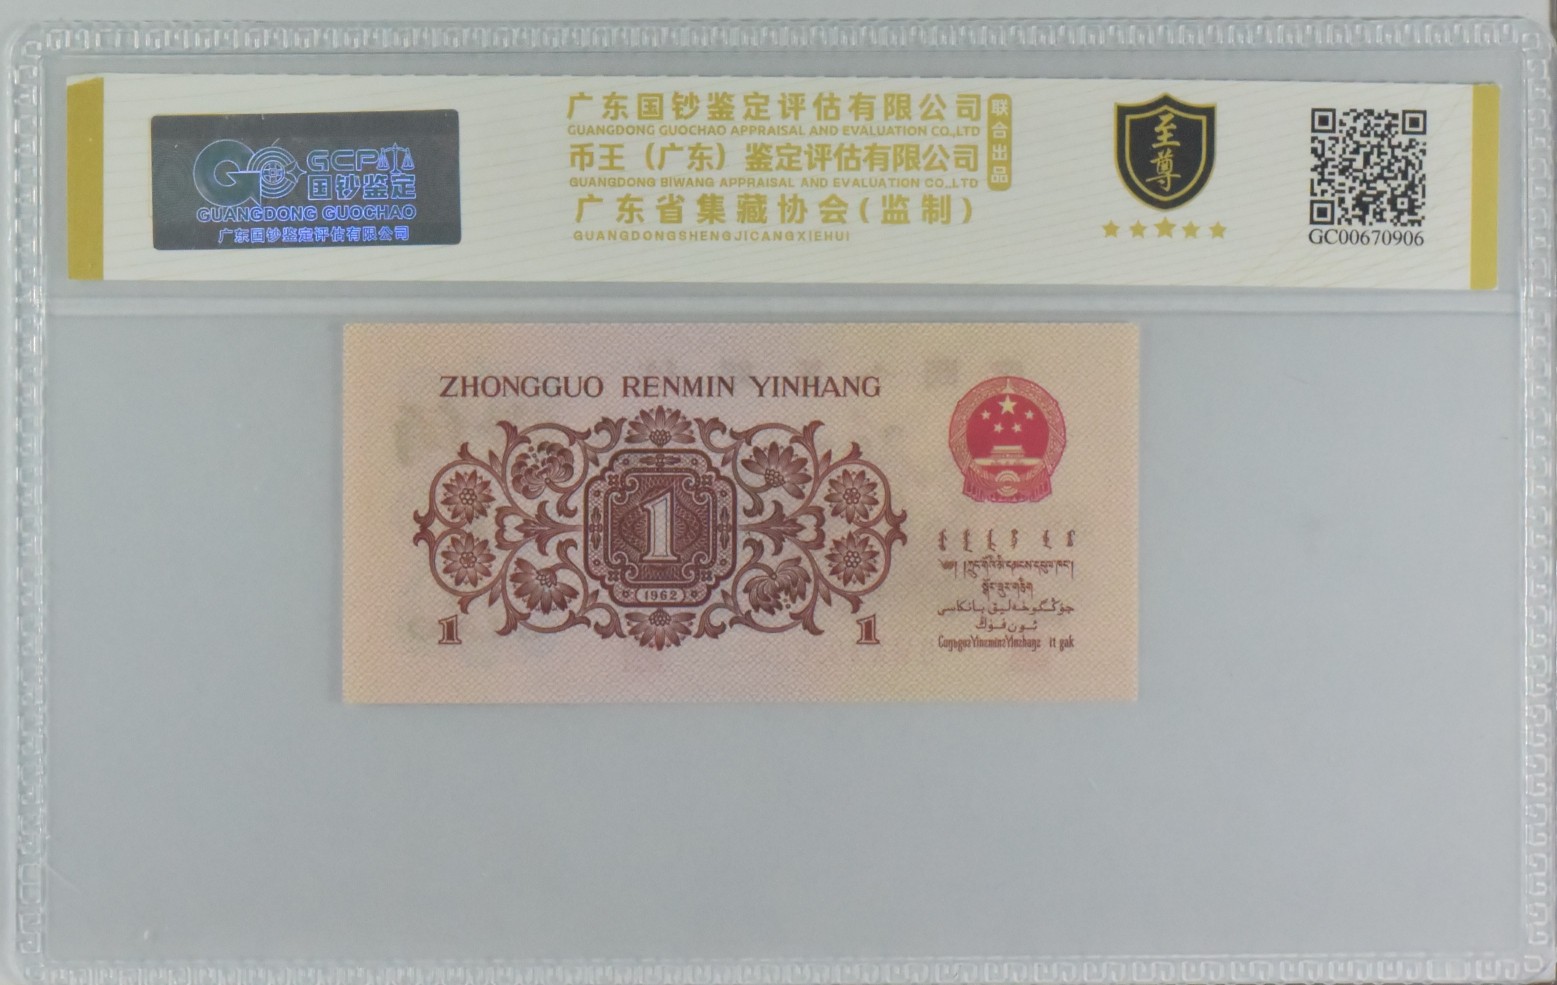 GCP
国钞鉴定
GUANGDONG GUOCHAO
广东国钞鉴定评估有限公司
广东国钞鉴定评估有限公司
GUANGDONG GUOCHAO APPRAISAL AND EVALUATION CO.,LTD
币王（广东）鉴定评估有限公司
GUANGDONG BIWANG APPRAISAL AND EVALUATION CO.,LTD
广东省集藏协会(监制)
GUANGDONGSHENGJICANGXIEHUI
联合出品
至尊
GC00670906
ZHONGGUO RENMIN YINHANG
1
(1962)
1 1